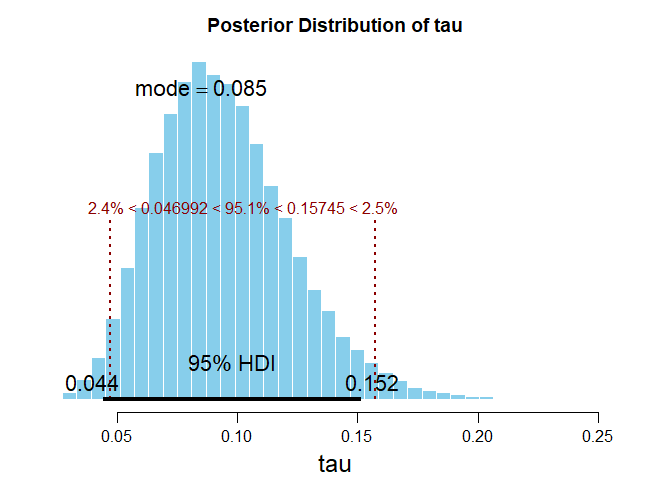 Posterior Distribution of tau
mode = 0.085
2.4% < 0.046992 < 95.1% < 0.15745 < 2.5%
95% HDI
0.044 0.152
0.05 0.10 0.15 0.20 0.25
tau